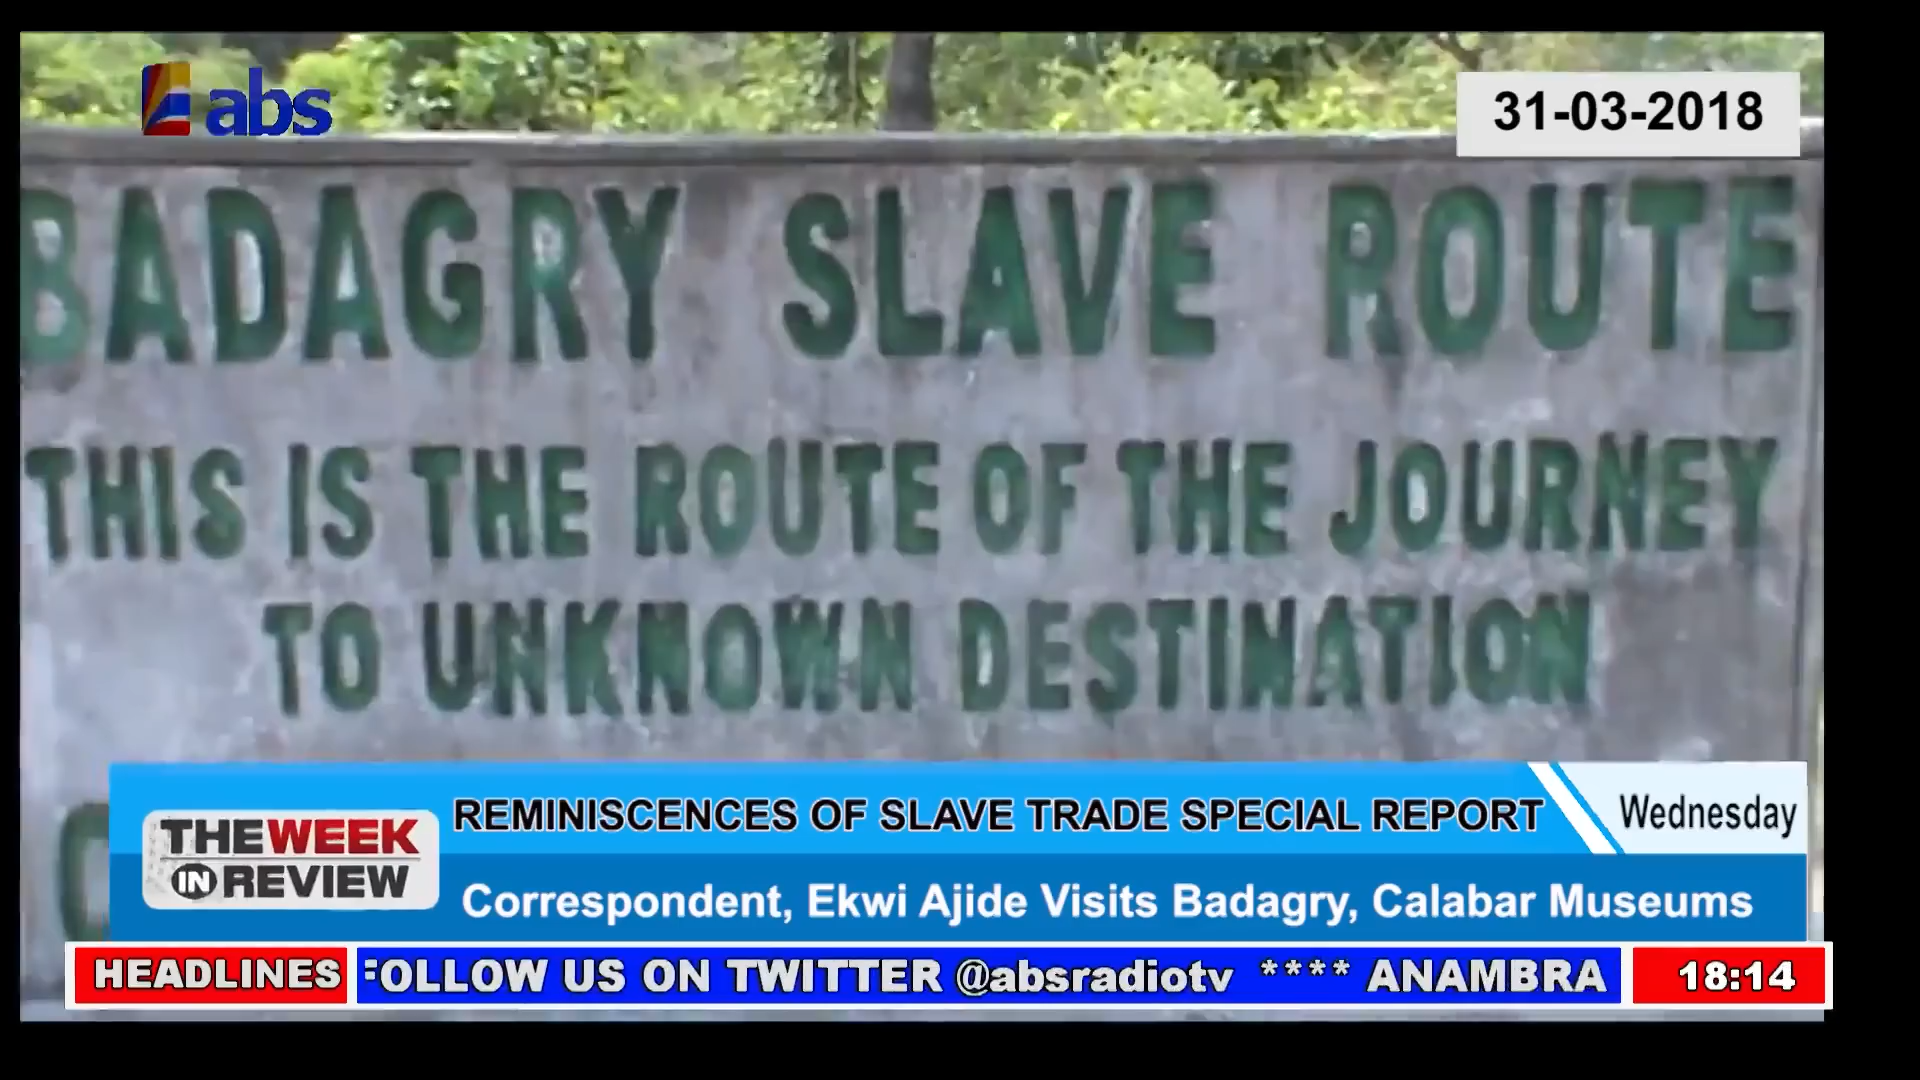 abs
31-03-2018
BADAGRY SLAVE ROUTE
THIS IS THE ROUTE OF THE JOURNEY
TO UNKNOWN DESTINATION
THE WEEK
IN REVIEW
REMINISCENCES OF SLAVE TRADE SPECIAL REPORT
Wednesday
Correspondent, Ekwi Ajide Visits Badagry, Calabar Museums
HEADLINES
FOLLOW US ON TWITTER @absradiotv **** ANAMBRA
18:14